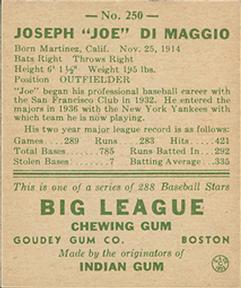 — No. 250 —
JOSEPH "JOE" DI MAGGIO
Born Martinez, Calif. Nov. 25, 1914
Bats Right Throws Right
Height 6' 1½" Weight 195 lbs.
Position OUTFIELDER
"Joe" began his professional baseball career with
the San Francisco Club in 1932. He entered the
majors in 1936 with the New York Yankees with
which team he is now playing.
His two year major league record is as follows:
Games....289 Runs......283 Hits......421
Total Bases......785 Runs Batted In...292
Stolen Bases......7 Batting Average...335
This is one of a series of 288 Baseball Stars
BIG LEAGUE
CHEWING GUM
GOUDEY GUM CO. BOSTON
Made by the originators of
INDIAN GUM